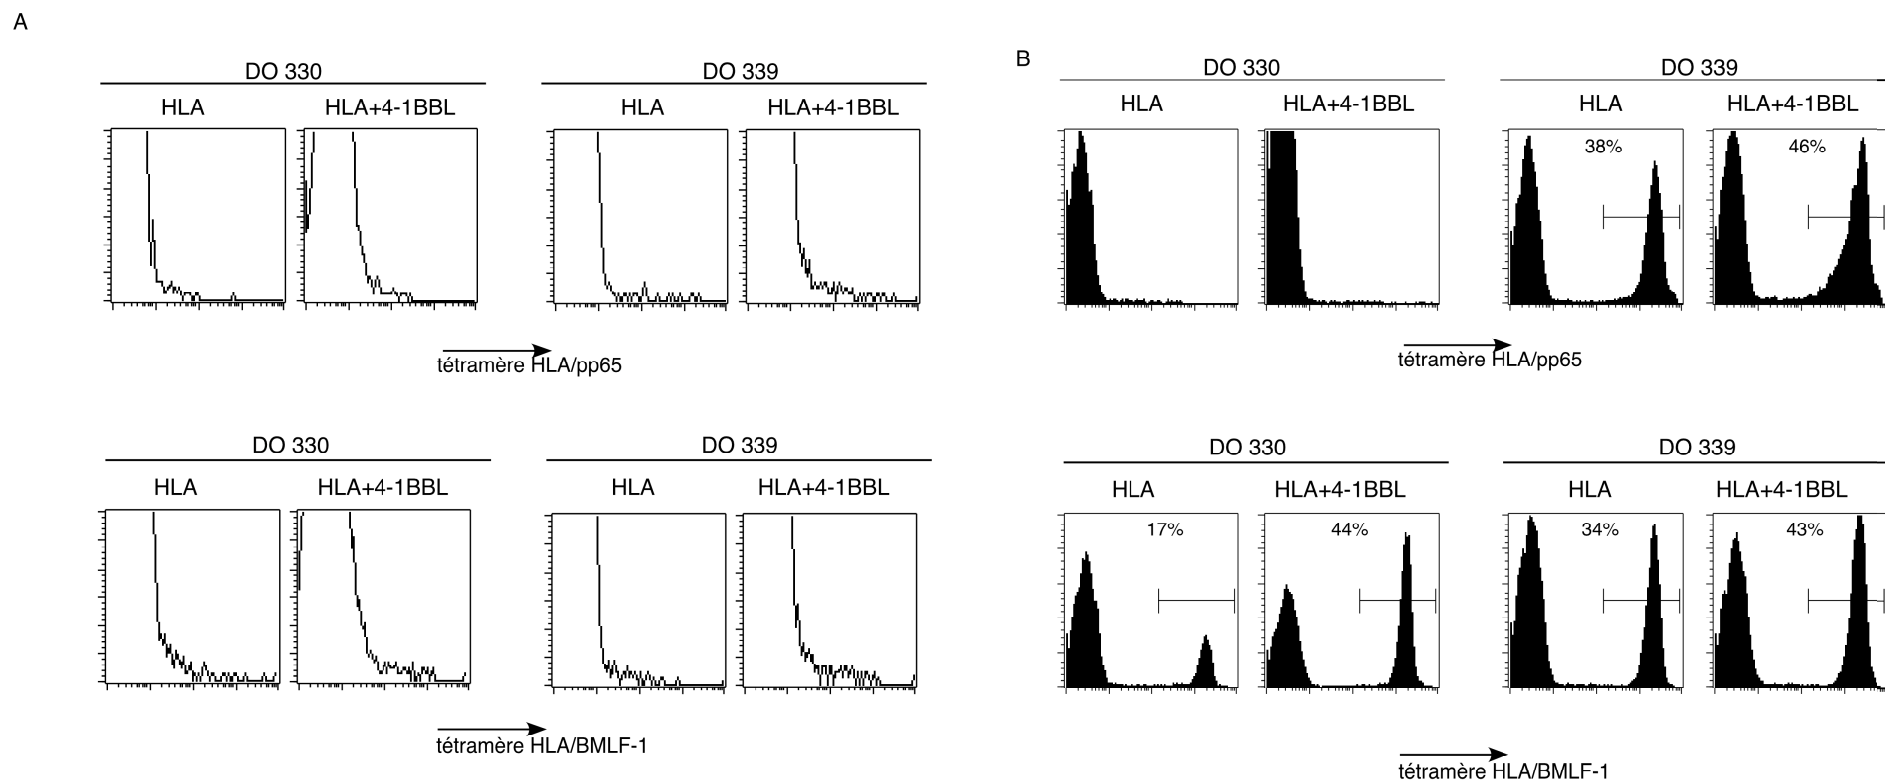 A
DO 330 DO 339
HLA HLA+4-1BBL HLA HLA+4-1BBL
tétramère HLA/pp65
DO 330 DO 339
HLA HLA+4-1BBL HLA HLA+4-1BBL
tétramère HLA/BMLF-1
B
DO 330 DO 339
HLA HLA+4-1BBL HLA HLA+4-1BBL
38% 46%
tétramère HLA/pp65
DO 330 DO 339
HLA HLA+4-1BBL HLA HLA+4-1BBL
17% 44% 34% 43%
tétramère HLA/BMLF-1